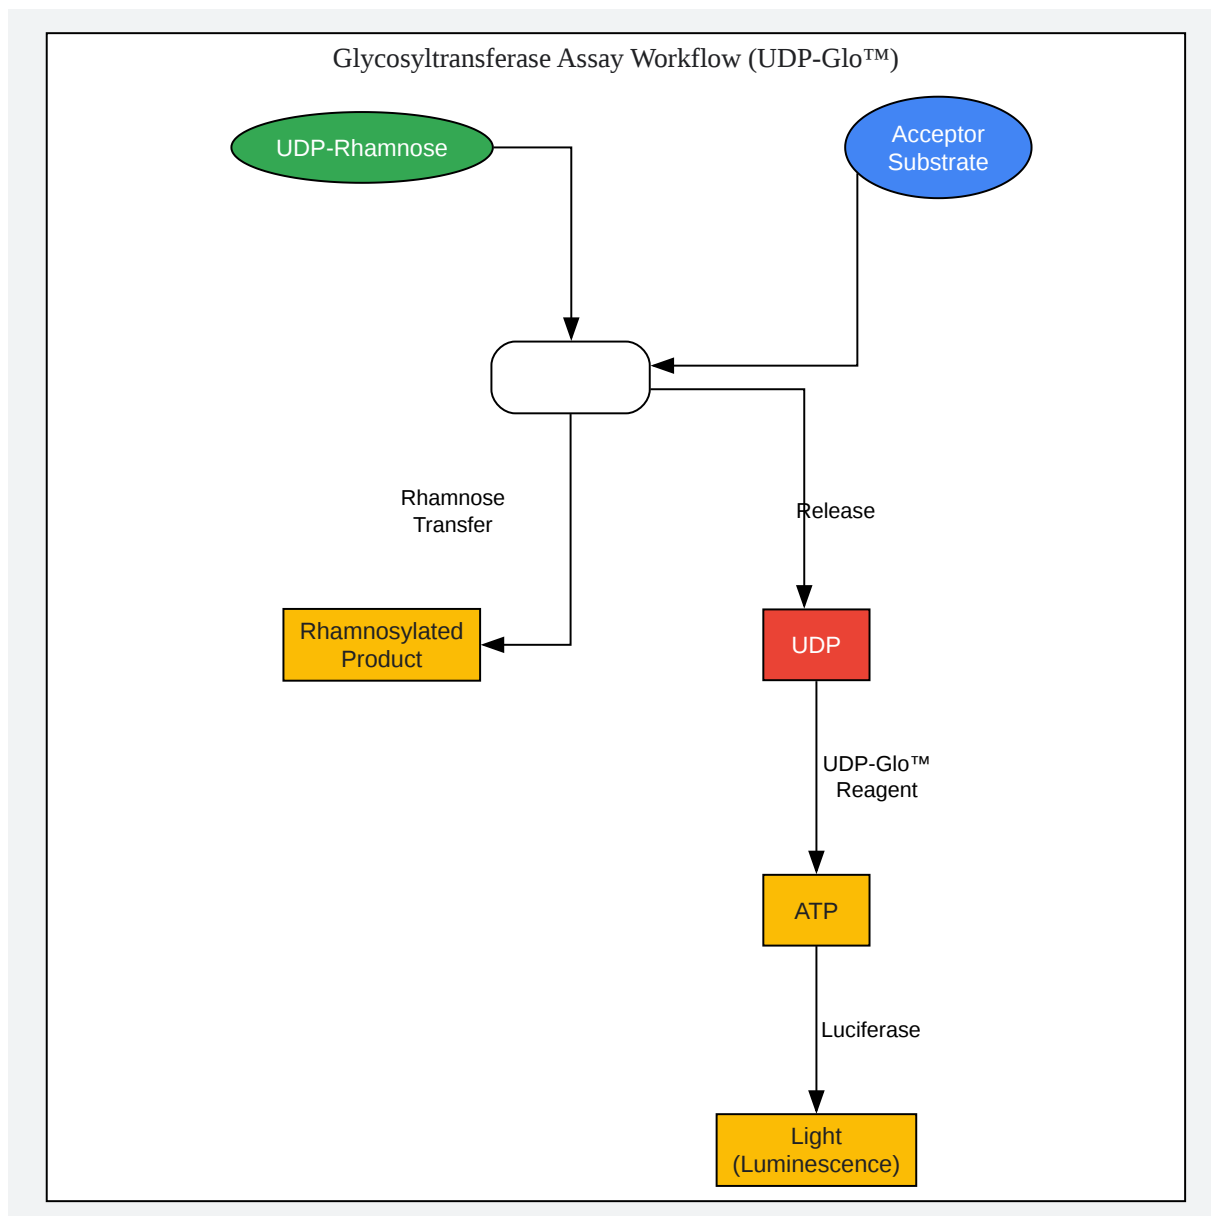 Glycosyltransferase Assay Workflow (UDP-Glo™)
UDP-Rhamnose
Acceptor
Substrate
Rhamnose
Transfer
Release
Rhamnosylated
Product
UDP
UDP-Glo™
Reagent
ATP
Luciferase
Light
(Luminescence)